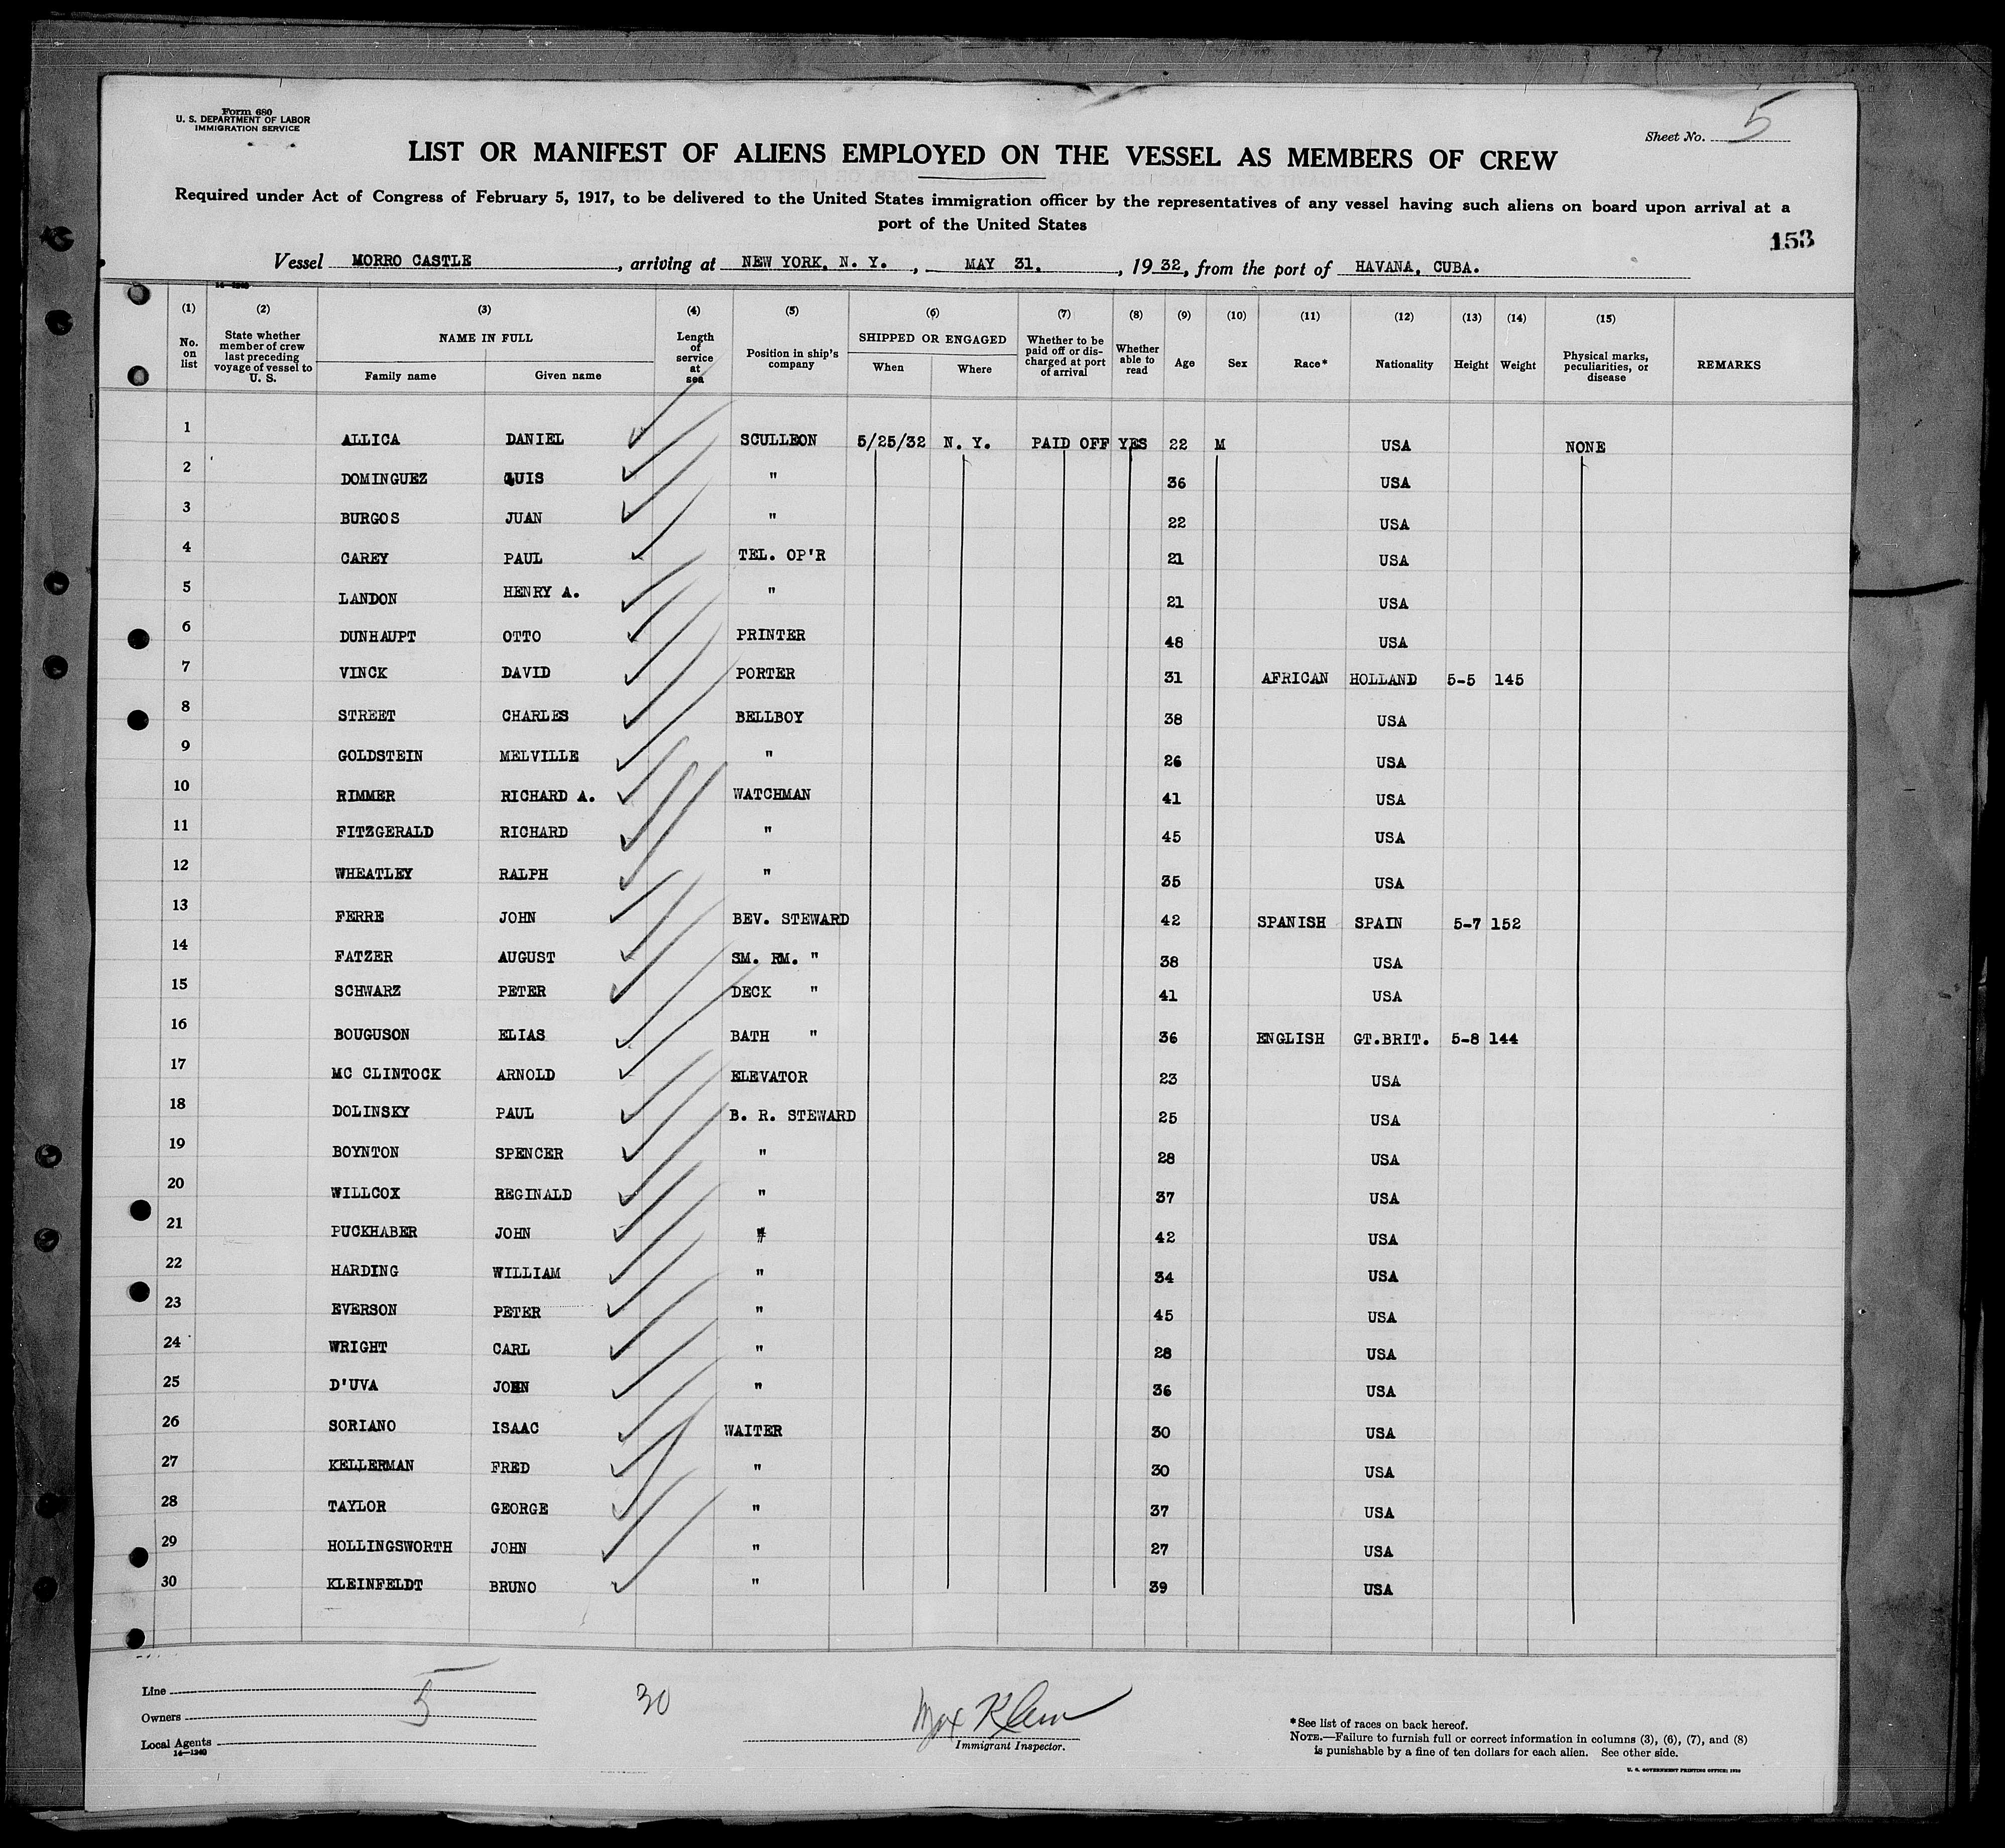 Form 680
U. S. DEPARTMENT OF LABOR
IMMIGRATION SERVICE
Sheet No. 5
LIST OR MANIFEST OF ALIENS EMPLOYED ON THE VESSEL AS MEMBERS OF CREW
Required under Act of Congress of February 5, 1917, to be delivered to the United States immigration officer by the representatives of any vessel having such aliens on board upon arrival at a
port of the United States
153
Vessel MORRO CASTLE, arriving at NEW YORK, N. Y., MAY 31, 1932, from the port of HAVANA, CUBA.
14—1240
(1) (2) (3) (4) (5) (6) (7) (8) (9) (10) (11) (12) (13) (14) (15)
No. on list State whether member of crew last preceding voyage of vessel to U. S. NAME IN FULL Family name Given name Length of service at sea Position in ship's company SHIPPED OR ENGAGED When Where Whether to be paid off or discharged at port of arrival Whether able to read Age Sex Race* Nationality Height Weight Physical marks, peculiarities, or disease REMARKS
1 ALLICA DANIEL SCULLEON 5/25/32 N. Y. PAID OFF YES 22 M USA NONE
2 DOMINGUEZ LUIS " 36 USA
3 BURGOS JUAN " 22 USA
4 CAREY PAUL TEL. OP'R 21 USA
5 LANDON HENRY A. " 21 USA
6 DUNHAUPT OTTO PRINTER 48 USA
7 VINCK DAVID PORTER 31 AFRICAN HOLLAND 5-5 145
8 STREET CHARLES BELLBOY 38 USA
9 GOLDSTEIN MELVILLE " 26 USA
10 RIMMER RICHARD A. WATCHMAN 41 USA
11 FITZGERALD RICHARD " 45 USA
12 WHEATLEY RALPH " 35 USA
13 FERRE JOHN BEV. STEWARD 42 SPANISH SPAIN 5-7 152
14 FATZER AUGUST SM. RM. " 38 USA
15 SCHWARZ PETER DECK " 41 USA
16 BOUGUSON ELIAS BATH " 36 ENGLISH GT.BRIT. 5-8 144
17 MC CLINTOCK ARNOLD ELEVATOR 23 USA
18 DOLINSKY PAUL B. R. STEWARD 25 USA
19 BOYNTON SPENCER " 28 USA
20 WILLCOX REGINALD " 37 USA
21 PUCKHABER JOHN " 42 USA
22 HARDING WILLIAM " 34 USA
23 EVERSON PETER " 45 USA
24 WRIGHT CARL " 28 USA
25 D'UVA JOHN " 36 USA
26 SORIANO ISAAC WAITER 30 USA
27 KELLERMAN FRED " 30 USA
28 TAYLOR GEORGE " 37 USA
29 HOLLINGSWORTH JOHN " 27 USA
30 KLEINFELDT BRUNO " 39 USA
Line
Owners
Local Agents
14—1240
5 30 Max Klein
Immigrant Inspector.
*See list of races on back hereof.
NOTE.—Failure to furnish full or correct information in columns (3), (6), (7), and (8)
is punishable by a fine of ten dollars for each alien. See other side.
U. S. GOVERNMENT PRINTING OFFICE: